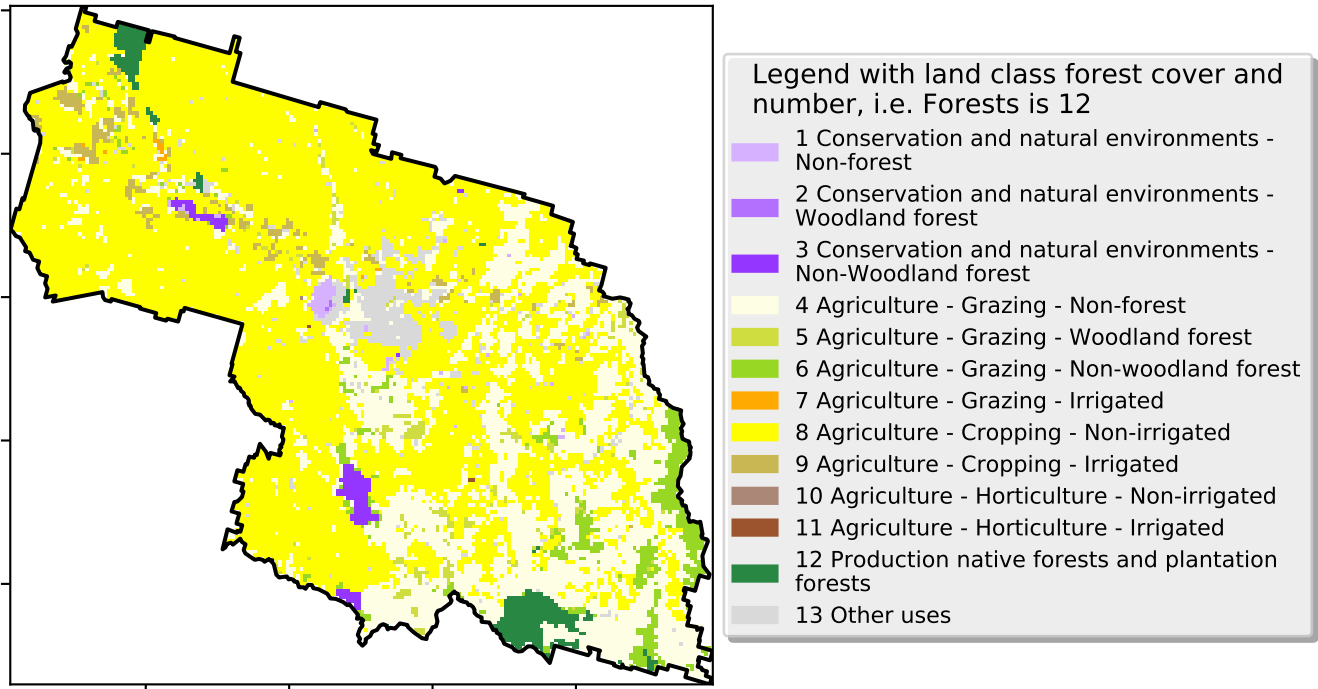 Legend with land class forest cover and
number, i.e. Forests is 12
1 Conservation and natural environments -
Non-forest
2 Conservation and natural environments -
Woodland forest
3 Conservation and natural environments -
Non-Woodland forest
4 Agriculture - Grazing - Non-forest
5 Agriculture - Grazing - Woodland forest
6 Agriculture - Grazing - Non-woodland forest
7 Agriculture - Grazing - Irrigated
8 Agriculture - Cropping - Non-irrigated
9 Agriculture - Cropping - Irrigated
10 Agriculture - Horticulture - Non-irrigated
11 Agriculture - Horticulture - Irrigated
12 Production native forests and plantation
forests
13 Other uses